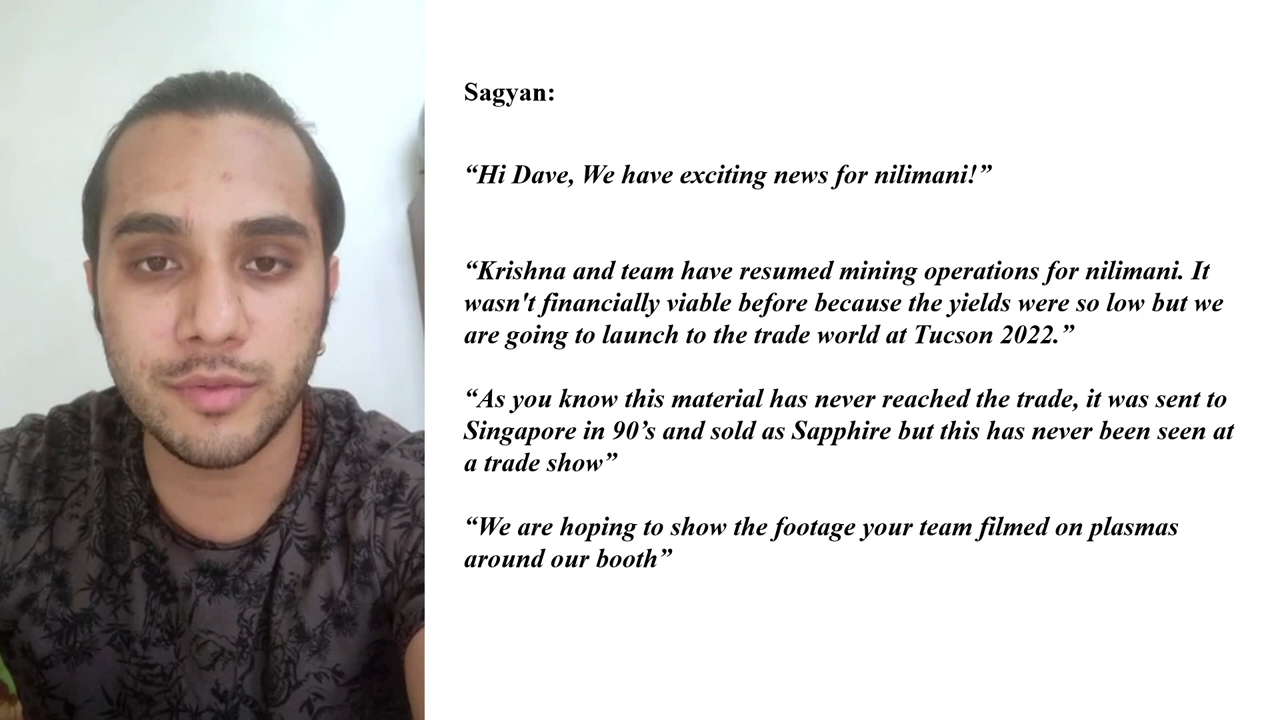 Sagyan:
“Hi Dave, We have exciting news for nilimani!”
“Krishna and team have resumed mining operations for nilimani. It
wasn't financially viable before because the yields were so low but we
are going to launch to the trade world at Tucson 2022.”
“As you know this material has never reached the trade, it was sent to
Singapore in 90’s and sold as Sapphire but this has never been seen at
a trade show”
“We are hoping to show the footage your team filmed on plasmas
around our booth”